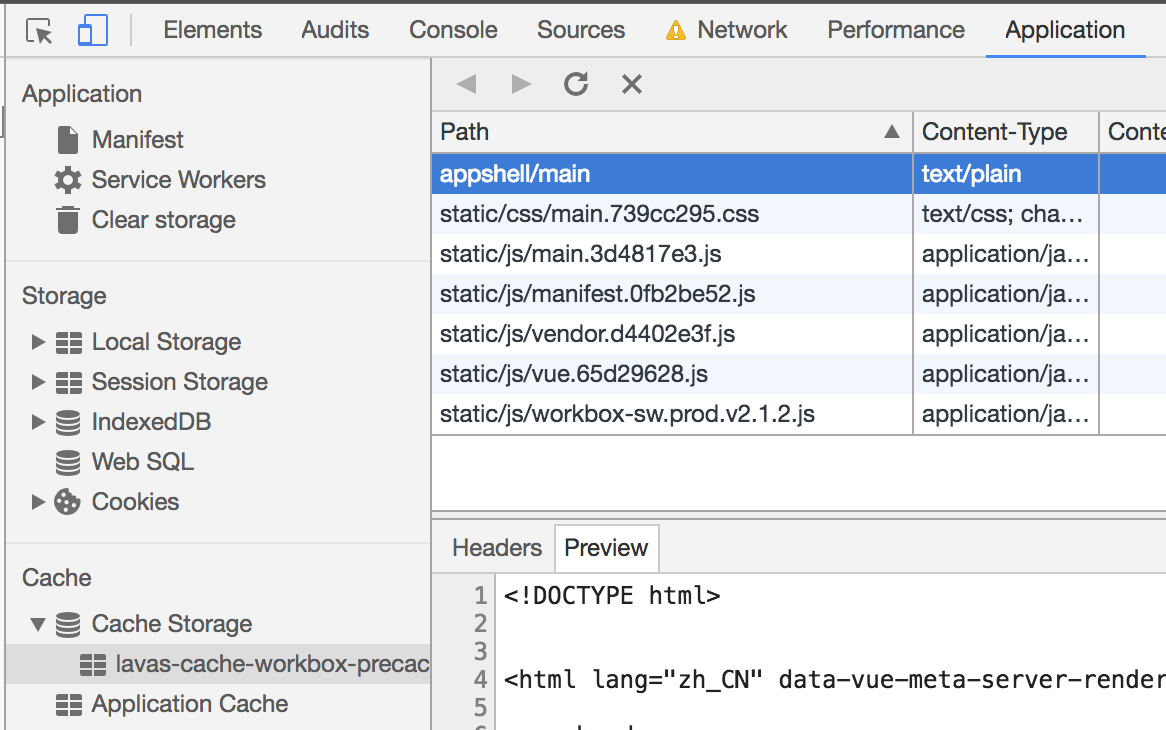 Elements Audits Console Sources Network Performance Application
Application
Manifest
Service Workers
Clear storage
Storage
Local Storage
Session Storage
IndexedDB
Web SQL
Cookies
Cache
Cache Storage
lavas-cache-workbox-precac
Application Cache
Path Content-Type Conte
appshell/main text/plain
static/css/main.739cc295.css text/css; cha…
static/js/main.3d4817e3.js application/ja…
static/js/manifest.0fb2be52.js application/ja…
static/js/vendor.d4402e3f.js application/ja…
static/js/vue.65d29628.js application/ja…
static/js/workbox-sw.prod.v2.1.2.js application/ja…
Headers Preview
1 <!DOCTYPE html>
2
3
4 <html lang="zh_CN" data-vue-meta-server-render
5